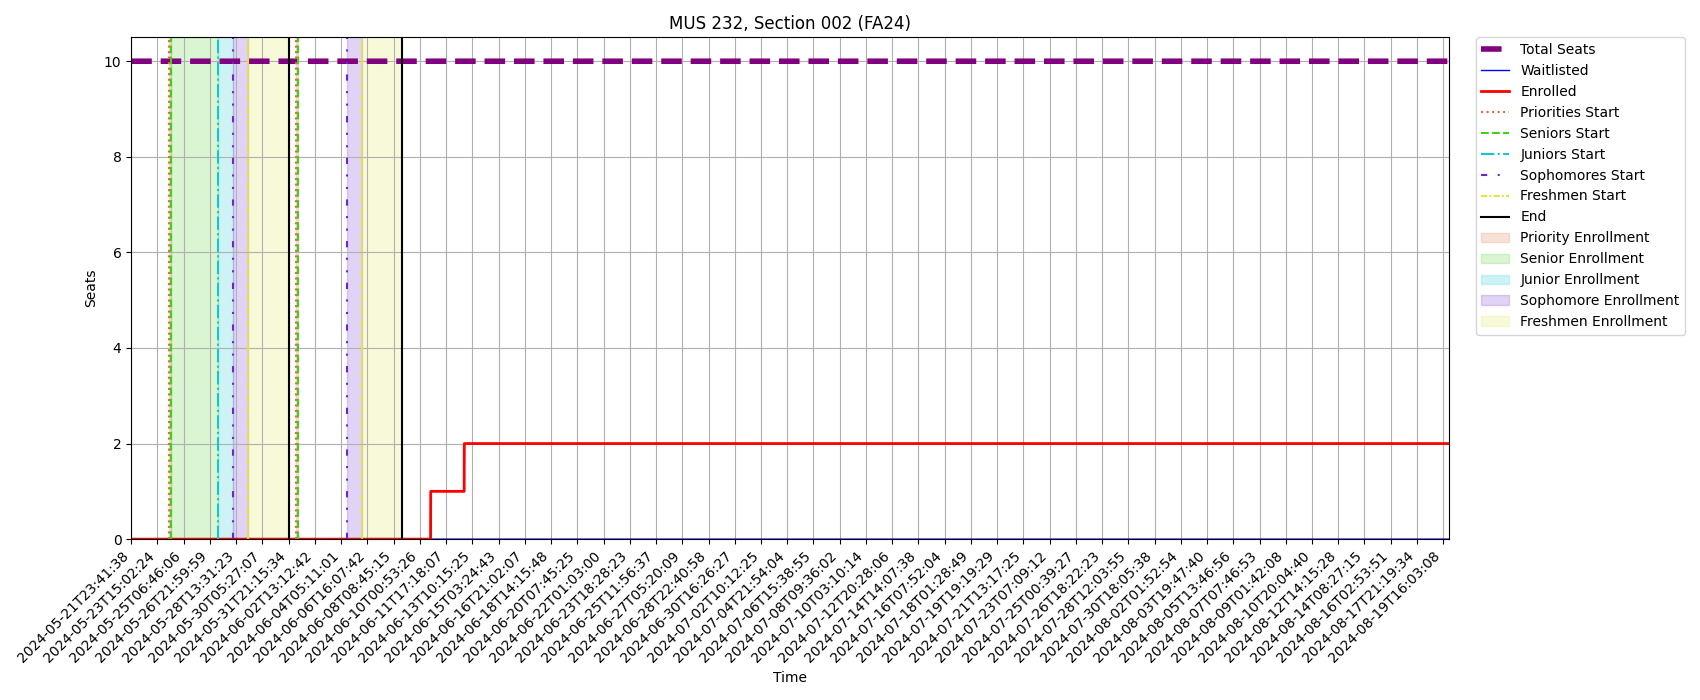 MUS 232, Section 002 (FA24)
Total Seats
Waitlisted
Enrolled
Priorities Start
Seniors Start
Juniors Start
Sophomores Start
Freshmen Start
End
Priority Enrollment
Senior Enrollment
Junior Enrollment
Sophomore Enrollment
Freshmen Enrollment
Seats
10
8
6
4
2
0
2024-05-21T23:41:38
2024-05-23T15:02:24
2024-05-25T06:46:06
2024-05-26T21:59:59
2024-05-28T13:31:23
2024-05-30T05:27:07
2024-05-31T21:15:34
2024-06-02T13:12:42
2024-06-04T05:11:01
2024-06-06T16:07:42
2024-06-08T08:45:15
2024-06-10T00:53:26
2024-06-11T17:18:07
2024-06-13T10:15:25
2024-06-15T03:24:43
2024-06-16T21:02:07
2024-06-18T14:15:48
2024-06-20T07:45:25
2024-06-22T01:03:00
2024-06-23T18:28:23
2024-06-25T11:56:37
2024-06-27T05:20:09
2024-06-28T22:40:58
2024-06-30T16:26:27
2024-07-02T10:12:25
2024-07-04T21:54:04
2024-07-06T15:38:55
2024-07-08T09:36:02
2024-07-10T03:10:14
2024-07-12T20:28:06
2024-07-14T14:07:38
2024-07-16T07:52:04
2024-07-18T01:28:49
2024-07-19T19:19:29
2024-07-21T13:17:25
2024-07-23T07:09:12
2024-07-25T00:39:27
2024-07-26T18:22:23
2024-07-28T12:03:55
2024-07-30T18:05:38
2024-08-02T01:52:54
2024-08-03T19:47:40
2024-08-05T13:46:56
2024-08-07T07:46:53
2024-08-09T01:42:08
2024-08-10T20:04:40
2024-08-12T14:15:28
2024-08-14T08:27:15
2024-08-16T02:53:51
2024-08-17T21:19:34
2024-08-19T16:03:08
Time